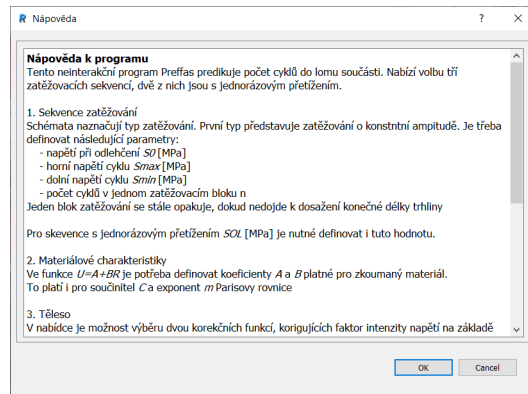 Nápověda
Nápověda k programu
Tento neinterakční program Preffas predikuje počet cyklů do lomu součásti. Nabízí volbu tří
zatěžovacích sekvencí, dvě z nich jsou s jednorázovým přetížením.
1. Sekvence zatěžování
Schémata naznačují typ zatěžování. První typ představuje zatěžování o konstntní ampitudě. Je třeba
definovat následující parametry:
- napětí při odlehčení S0 [MPa]
- horní napětí cyklu Smax [MPa]
- dolní napětí cyklu Smin [MPa]
- počet cyklů v jednom zatěžovacím bloku n
Jeden blok zatěžování se stále opakuje, dokud nedojde k dosažení konečné délky trhliny
Pro skevence s jednorázovým přetížením SOL [MPa] je nutné definovat i tuto hodnotu.
2. Materiálové charakteristiky
Ve funkce U=A+BR je potřeba definovat koeficienty A a B platné pro zkoumaný materiál.
To platí i pro součinitel C a exponent m Parisovy rovnice
3. Těleso
V nabídce je možnost výběru dvou korekčních funkcí, korigujících faktor intenzity napětí na základě
OK
Cancel